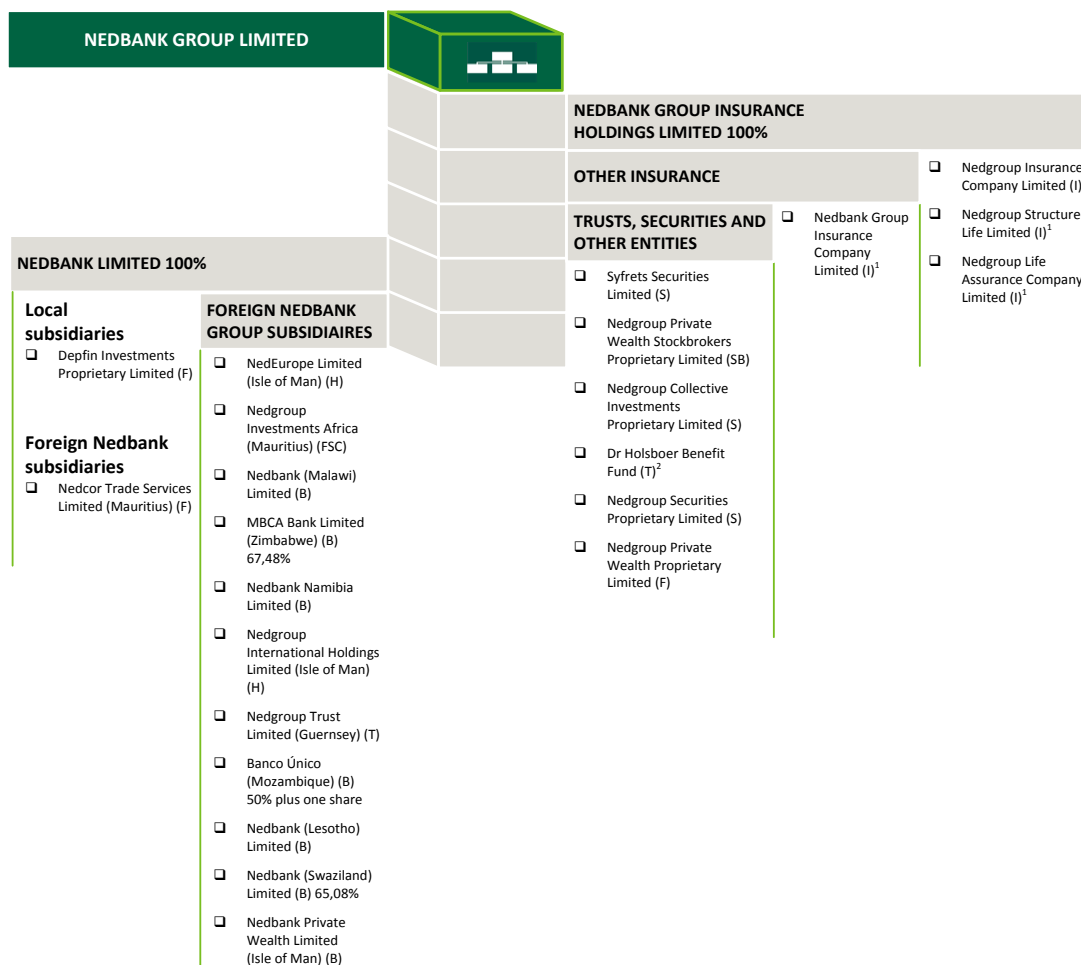 NEDBANK GROUP LIMITED
NEDBANK GROUP INSURANCE
HOLDINGS LIMITED 100%
OTHER INSURANCE
❑ Nedgroup Insurance
Company Limited (I)
❑ Nedgroup Structure
Life Limited (I)¹
❑ Nedgroup Life
Assurance Company
Limited (I)¹
TRUSTS, SECURITIES AND
OTHER ENTITIES
❑ Nedbank Group
Insurance
Company
Limited (I)¹
❑ Syfrets Securities
Limited (S)
❑ Nedgroup Private
Wealth Stockbrokers
Proprietary Limited (SB)
❑ Nedgroup Collective
Investments
Proprietary Limited (S)
❑ Dr Holsboer Benefit
Fund (T)²
❑ Nedgroup Securities
Proprietary Limited (S)
❑ Nedgroup Private
Wealth Proprietary
Limited (F)
NEDBANK LIMITED 100%
Local
subsidiaries
❑ Depfin Investments
Proprietary Limited (F)
Foreign Nedbank
subsidiaries
❑ Nedcor Trade Services
Limited (Mauritius) (F)
FOREIGN NEDBANK
GROUP SUBSIDIAIRES
❑ NedEurope Limited
(Isle of Man) (H)
❑ Nedgroup
Investments Africa
(Mauritius) (FSC)
❑ Nedbank (Malawi)
Limited (B)
❑ MBCA Bank Limited
(Zimbabwe) (B)
67,48%
❑ Nedbank Namibia
Limited (B)
❑ Nedgroup
International Holdings
Limited (Isle of Man)
(H)
❑ Nedgroup Trust
Limited (Guernsey) (T)
❑ Banco Único
(Mozambique) (B)
50% plus one share
❑ Nedbank (Lesotho)
Limited (B)
❑ Nedbank (Swaziland)
Limited (B) 65,08%
❑ Nedbank Private
Wealth Limited
(Isle of Man) (B)